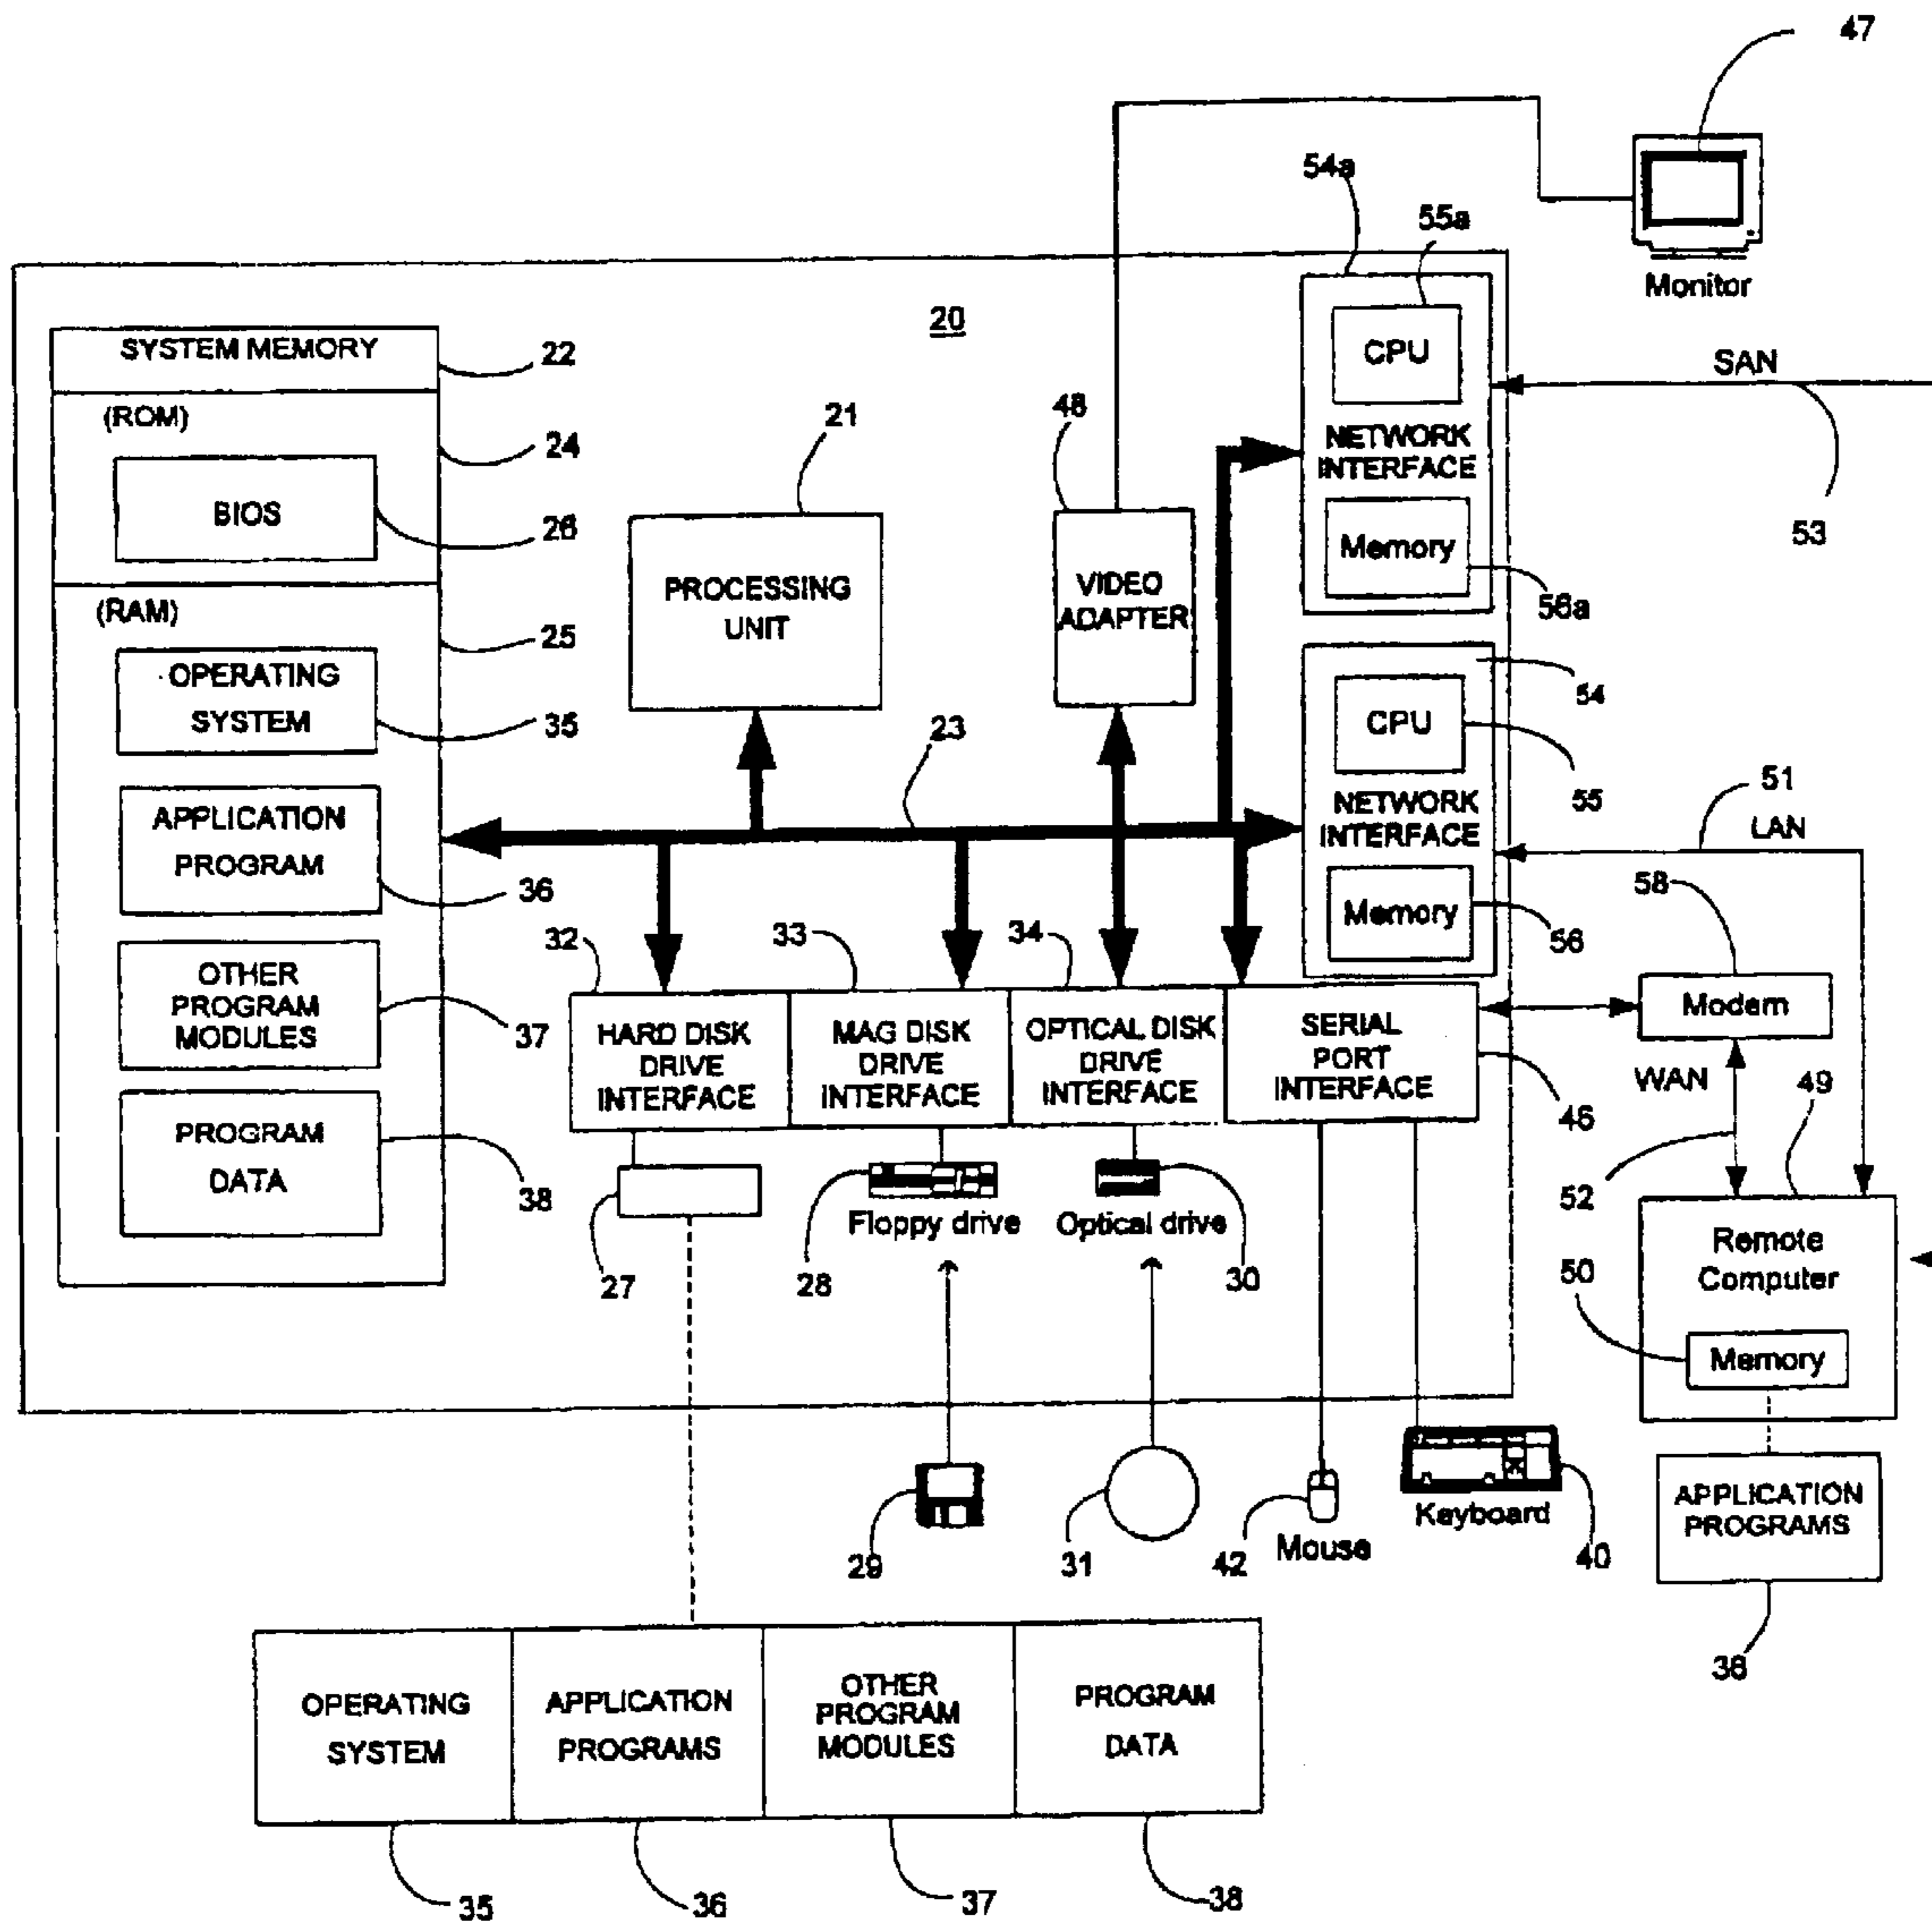 47
54a
55a
Monitor
20
SYSTEM MEMORY
22
CPU
SAN
(ROM)
24
21
48
NETWORK
INTERFACE
BIOS
26
53
Memory
PROCESSING
UNIT
VIDEO
ADAPTER
56a
(RAM)
25
OPERATING
SYSTEM
35
54
CPU
23
55
51
LAN
APPLICATION
PROGRAM
36
NETWORK
INTERFACE
58
Memory
56
32
33
34
OTHER
PROGRAM
MODULES
37
Modem
HARD DISK
DRIVE
INTERFACE
MAG DISK
DRIVE
INTERFACE
OPTICAL DISK
DRIVE
INTERFACE
SERIAL
PORT
INTERFACE
WAN
49
46
PROGRAM
DATA
38
52
Floppy drive
Optical drive
27
28
30
Remote
Computer
50
Memory
29
31
42
Mouse
Keyboard
40
APPLICATION
PROGRAMS
OPERATING
SYSTEM
APPLICATION
PROGRAMS
OTHER
PROGRAM
MODULES
PROGRAM
DATA
35
36
37
38